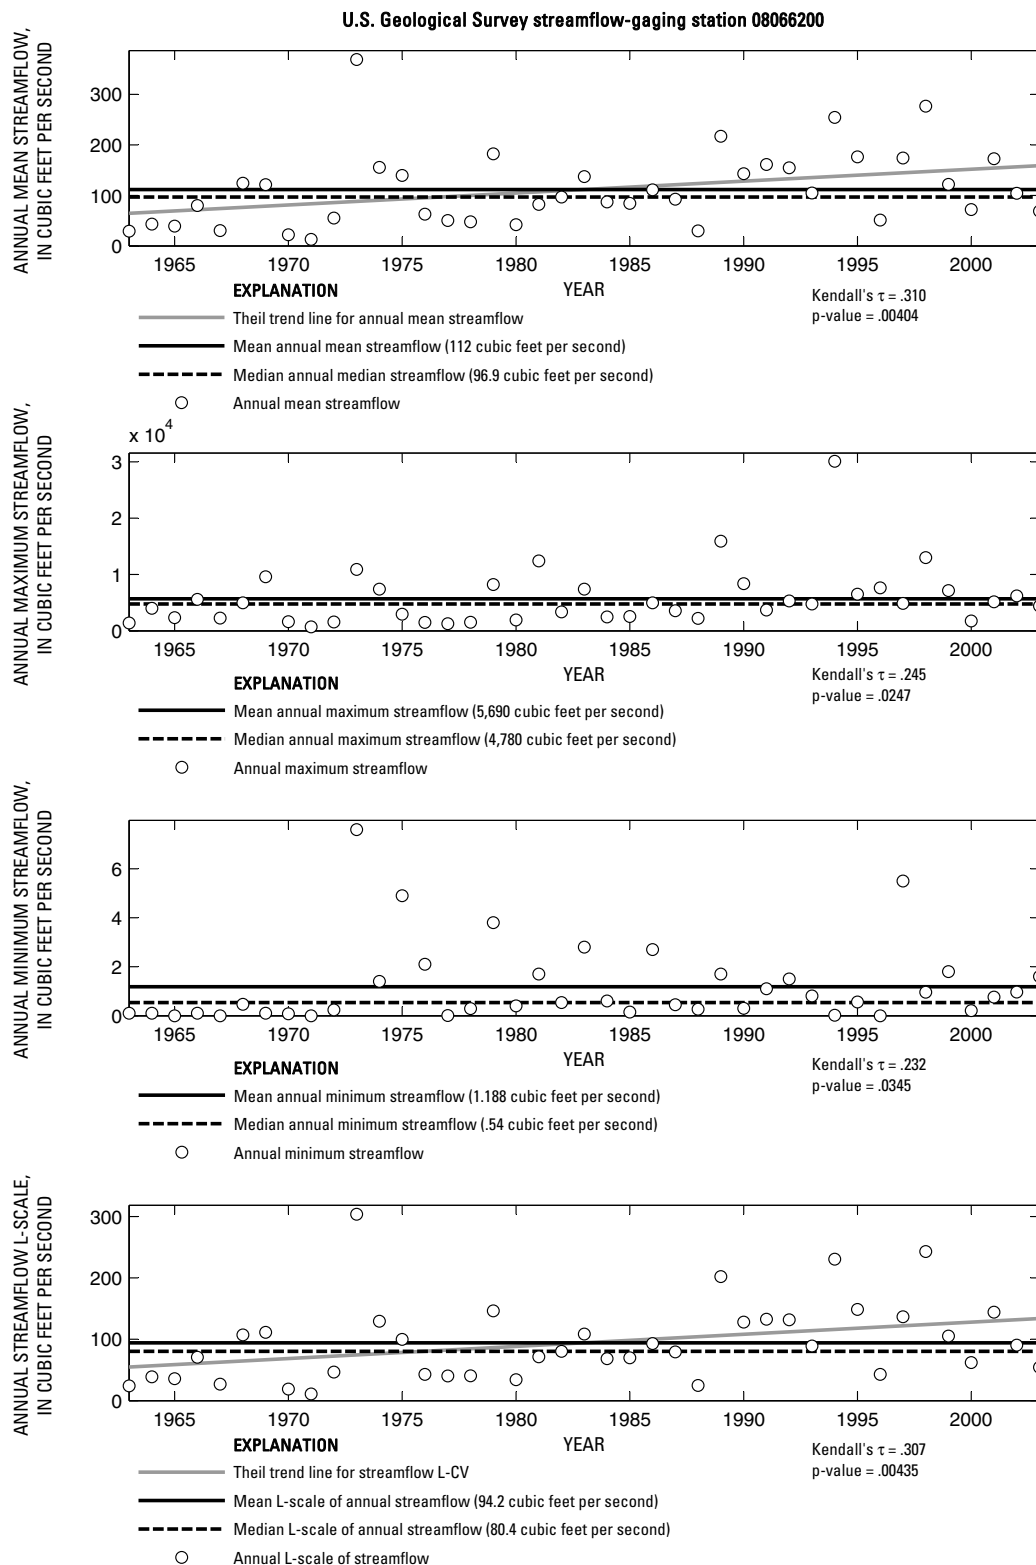 U.S. Geological Survey streamflow-gaging station 08066200
ANNUAL MEAN STREAMFLOW,
IN CUBIC FEET PER SECOND
300
200
100
0
1965 1970 1975 1980 1985 1990 1995 2000
YEAR
EXPLANATION
Theil trend line for annual mean streamflow
Mean annual mean streamflow (112 cubic feet per second)
Median annual median streamflow (96.9 cubic feet per second)
Annual mean streamflow
Kendall's τ = .310
p-value = .00404
ANNUAL MAXIMUM STREAMFLOW,
IN CUBIC FEET PER SECOND
x 10⁴
3
2
1
0
1965 1970 1975 1980 1985 1990 1995 2000
YEAR
EXPLANATION
Mean annual maximum streamflow (5,690 cubic feet per second)
Median annual maximum streamflow (4,780 cubic feet per second)
Annual maximum streamflow
Kendall's τ = .245
p-value = .0247
ANNUAL MINIMUM STREAMFLOW,
IN CUBIC FEET PER SECOND
6
4
2
0
1965 1970 1975 1980 1985 1990 1995 2000
YEAR
EXPLANATION
Mean annual minimum streamflow (1.188 cubic feet per second)
Median annual minimum streamflow (.54 cubic feet per second)
Annual minimum streamflow
Kendall's τ = .232
p-value = .0345
ANNUAL STREAMFLOW L-SCALE,
IN CUBIC FEET PER SECOND
300
200
100
0
1965 1970 1975 1980 1985 1990 1995 2000
YEAR
EXPLANATION
Theil trend line for streamflow L-CV
Mean L-scale of annual streamflow (94.2 cubic feet per second)
Median L-scale of annual streamflow (80.4 cubic feet per second)
Annual L-scale of streamflow
Kendall's τ = .307
p-value = .00435